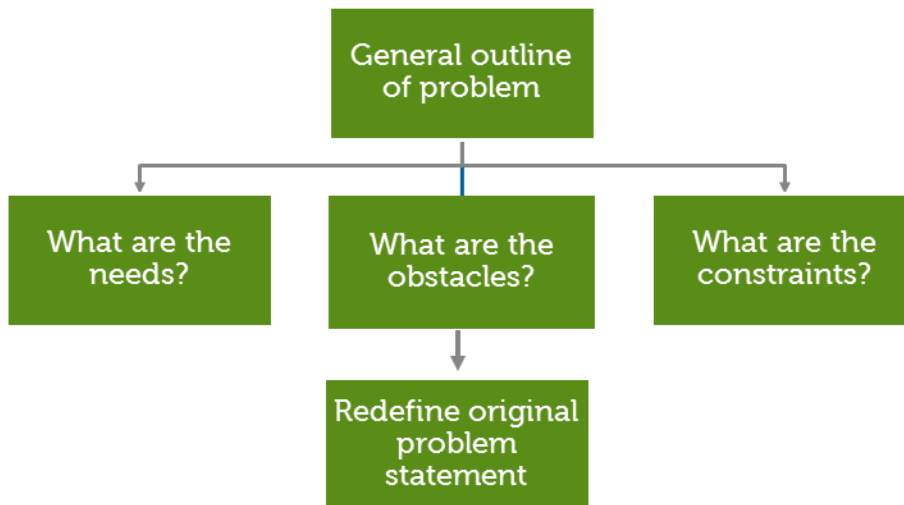 General outline
of problem
What are the
needs?
What are the
obstacles?
What are the
constraints?
Redefine original
problem
statement